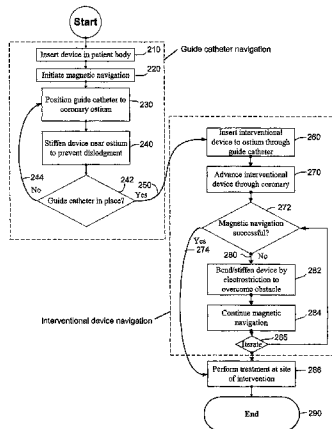 Start
Insert device in patient body
210
Guide catheter navigation
Initiate magnetic navigation
220
Position guide catheter to
coronary ostium
230
Stiffen device near ostium
to prevent dislodgment
240
244
242
250
No
Yes
Guide catheter in place?
Insert interventional
device to ostium through
guide catheter
260
Advance interventional
device through coronary
270
272
Magnetic navigation
successful?
Yes
274
280
No
Bend/stiffen device by
electrostriction to
overcome obstacle
282
Continue magnetic
navigation
284
285
Iterate
Interventional device navigation
Perform treatment at site
of intervention
286
End
290